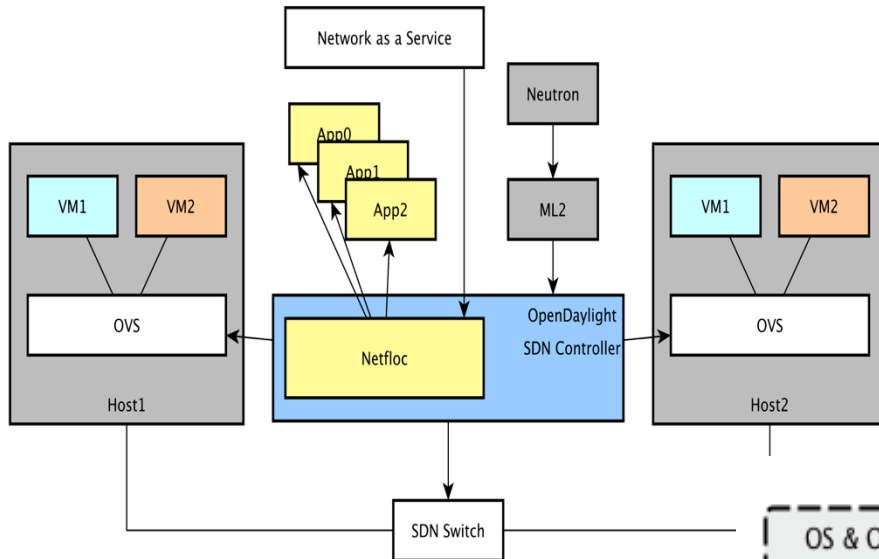 Network as a Service
Neutron
App0
App1
App2
ML2
VM1
VM2
OVS
Host1
OpenDaylight
SDN Controller
Netfloc
VM1
VM2
OVS
Host2
SDN Switch
OS &